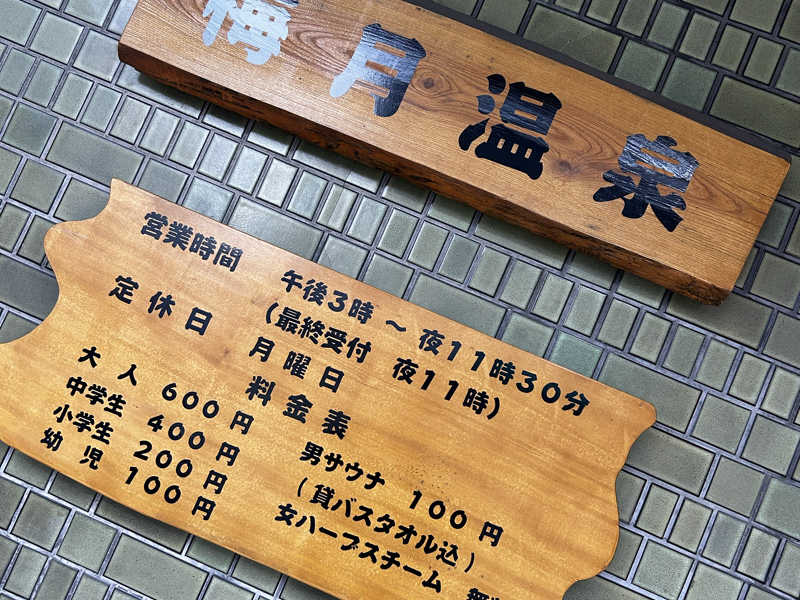 梅月温泉
営業時間 午後3時 ～ 夜11時30分
(最終受付 夜11時)
定休日 月曜日
料金表
大人 600円
中学生 400円
小学生 200円
幼児 100円
男サウナ 100円
(貸バスタオル込)
女ハーブスチーム